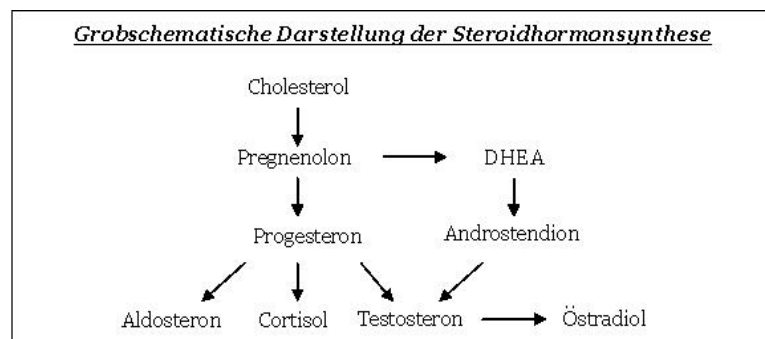 Grobschematische Darstellung der Steroidhormonsynthese
Cholesterol
Pregnenolon DHEA
Progesteron Androstendion
Aldosteron Cortisol Testosteron Östradiol